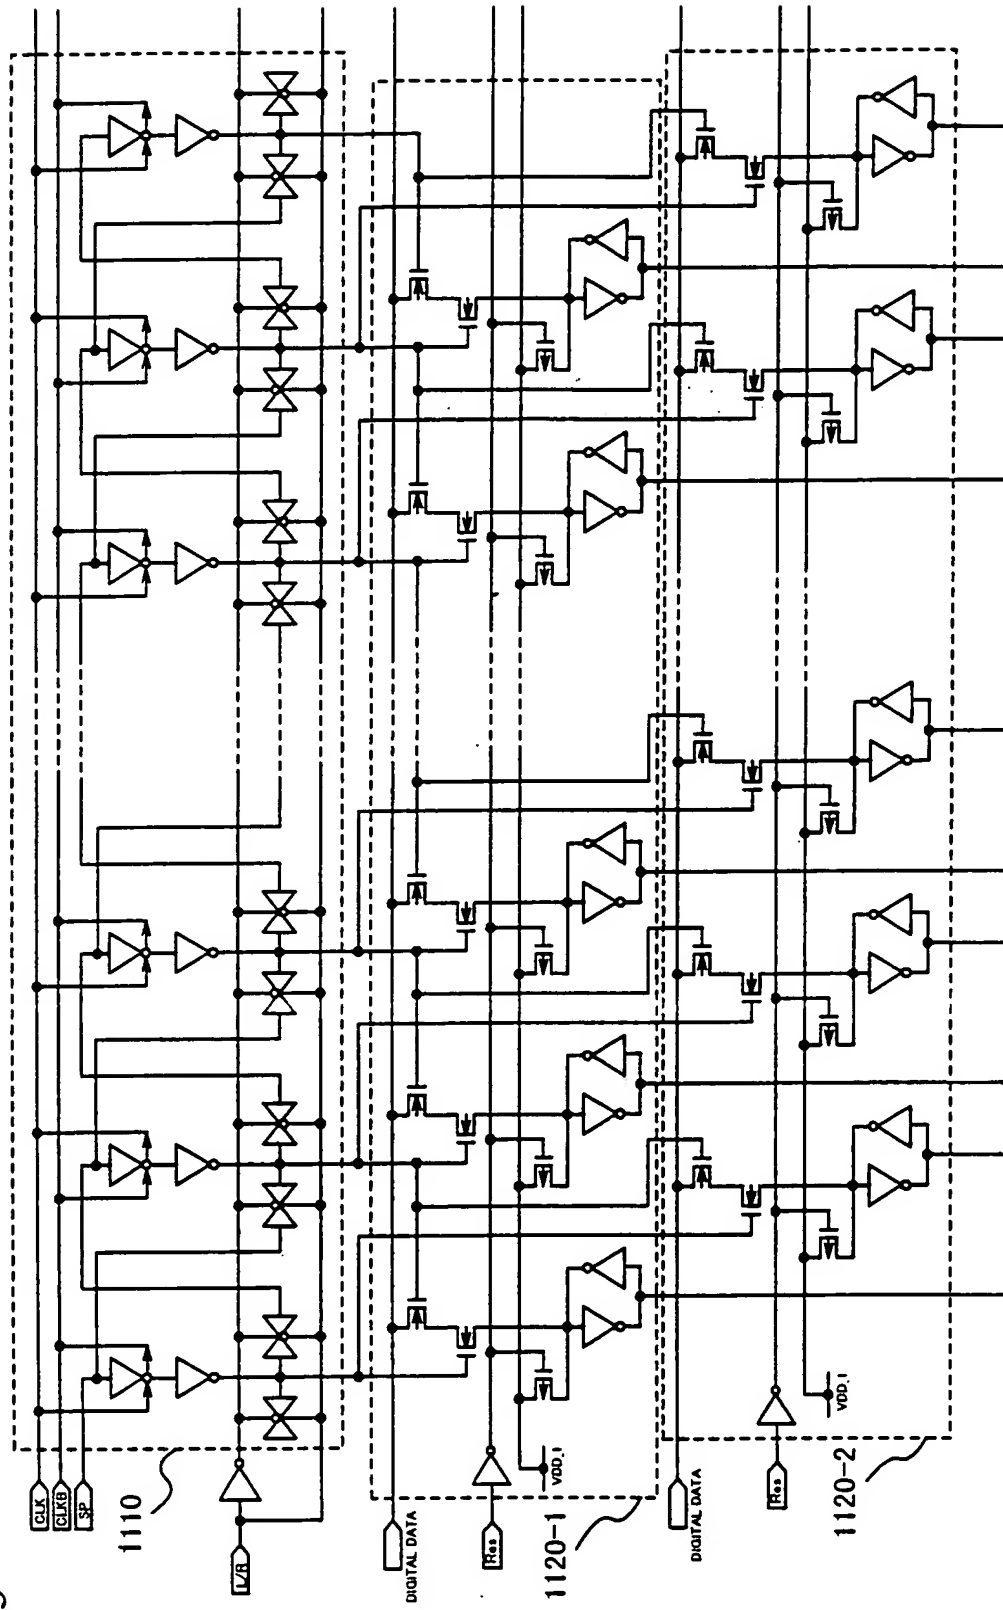 CLK
CLKB
SP
1110
L/R
DIGITAL DATA
Res
VDD_1
1120-1
DIGITAL DATA
Res
VDD_1
1120-2